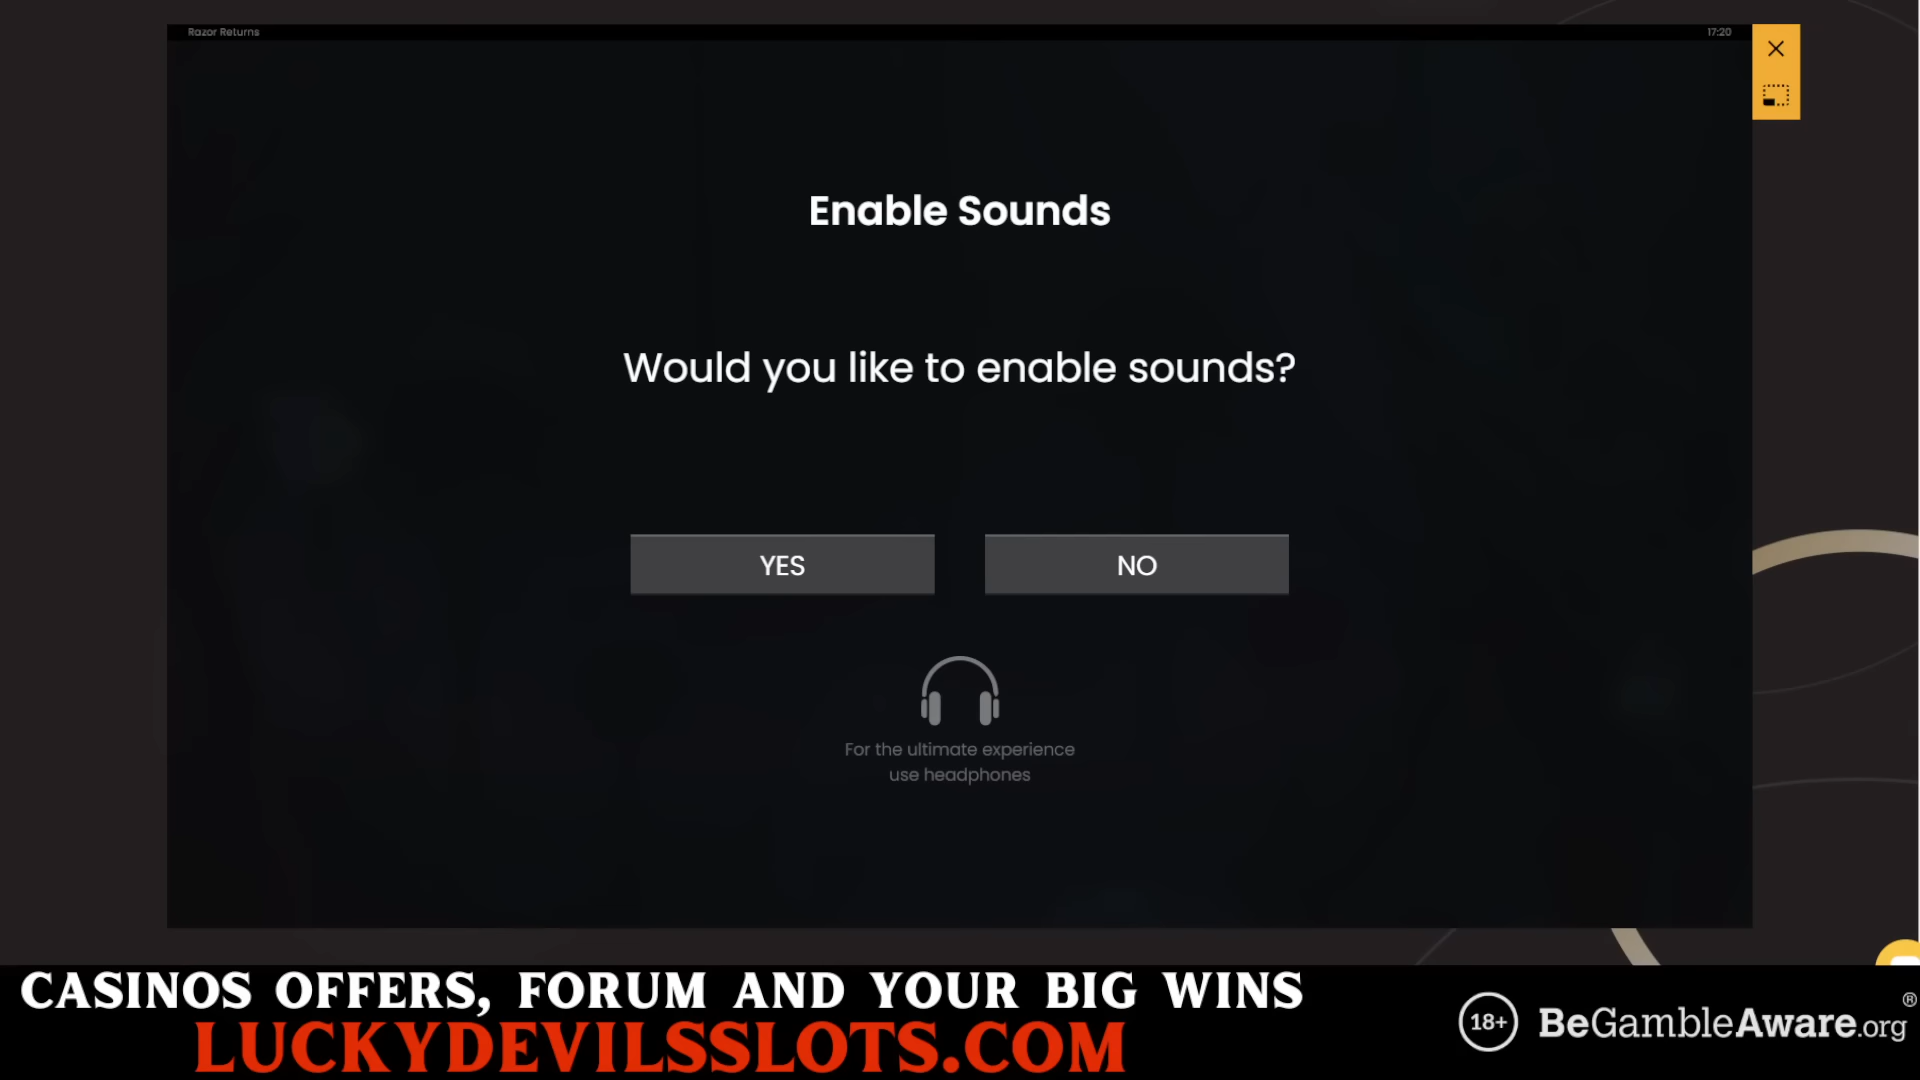 Razor Returns
17:20
Enable Sounds
Would you like to enable sounds?
YES
NO
For the ultimate experience
use headphones
CASINOS OFFERS, FORUM AND YOUR BIG WINS
LUCKYDEVILSSLOTS.COM
18+
BeGambleAware.org®